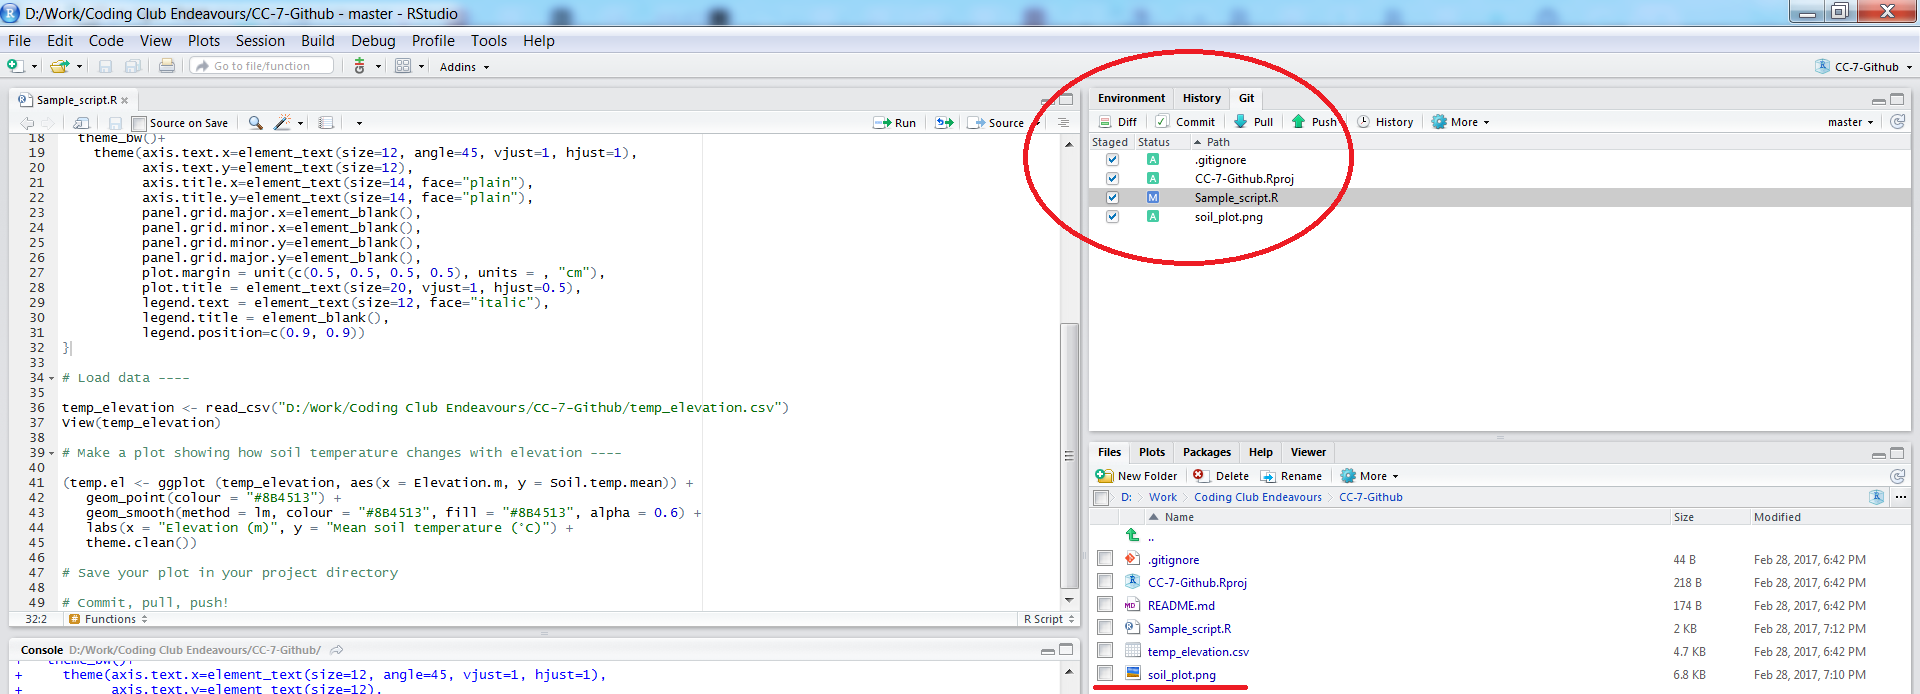 D:/Work/Coding Club Endeavours/CC-7-Github - master - RStudio
File Edit Code View Plots Session Build Debug Profile Tools Help
Go to file/function Addins CC-7-Github
Sample_script.R
Source on Save Run Source
18 theme_bw()+
19 theme(axis.text.x=element_text(size=12, angle=45, vjust=1, hjust=1),
20 axis.text.y=element_text(size=12),
21 axis.title.x=element_text(size=14, face="plain"),
22 axis.title.y=element_text(size=14, face="plain"),
23 panel.grid.major.x=element_blank(),
24 panel.grid.minor.x=element_blank(),
25 panel.grid.minor.y=element_blank(),
26 panel.grid.major.y=element_blank(),
27 plot.margin = unit(c(0.5, 0.5, 0.5, 0.5), units = , "cm"),
28 plot.title = element_text(size=20, vjust=1, hjust=0.5),
29 legend.text = element_text(size=12, face="italic"),
30 legend.title = element_blank(),
31 legend.position=c(0.9, 0.9))
32 }
33
34 # Load data ----
35
36 temp_elevation <- read_csv("D:/Work/Coding Club Endeavours/CC-7-Github/temp_elevation.csv")
37 View(temp_elevation)
38
39 # Make a plot showing how soil temperature changes with elevation ----
40
41 (temp.el <- ggplot (temp_elevation, aes(x = Elevation.m, y = Soil.temp.mean)) +
42 geom_point(colour = "#8B4513") +
43 geom_smooth(method = lm, colour = "#8B4513", fill = "#8B4513", alpha = 0.6) +
44 labs(x = "Elevation (m)", y = "Mean soil temperature (°C)") +
45 theme.clean())
46
47 # Save your plot in your project directory
48
49 # Commit, pull, push!
32:2 # Functions R Script
Console D:/Work/Coding Club Endeavours/CC-7-Github/
+ theme_bw()+
+ theme(axis.text.x=element_text(size=12, angle=45, vjust=1, hjust=1),
+ axis.text.y=element_text(size=12),
Environment History Git
Diff Commit Pull Push History More master
Staged Status Path
A .gitignore
A CC-7-Github.Rproj
M Sample_script.R
A soil_plot.png
Files Plots Packages Help Viewer
New Folder Delete Rename More
D: Work Coding Club Endeavours CC-7-Github ...
Name Size Modified
..
.gitignore 44 B Feb 28, 2017, 6:42 PM
CC-7-Github.Rproj 218 B Feb 28, 2017, 6:42 PM
MD README.md 174 B Feb 28, 2017, 6:42 PM
Sample_script.R 2 KB Feb 28, 2017, 7:12 PM
temp_elevation.csv 4.7 KB Feb 28, 2017, 6:42 PM
soil_plot.png 6.8 KB Feb 28, 2017, 7:10 PM